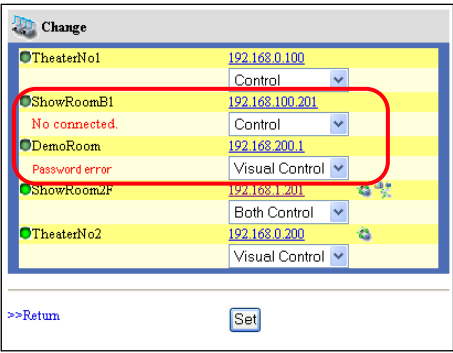 Change
TheaterNo1 192.168.0.100
Control
ShowRoomB1 192.168.100.201
No connected. Control
DemoRoom 192.168.200.1
Password error Visual Control
ShowRoom2F 192.168.1.201
Both Control
TheaterNo2 192.168.0.200
Visual Control
>>Return Set